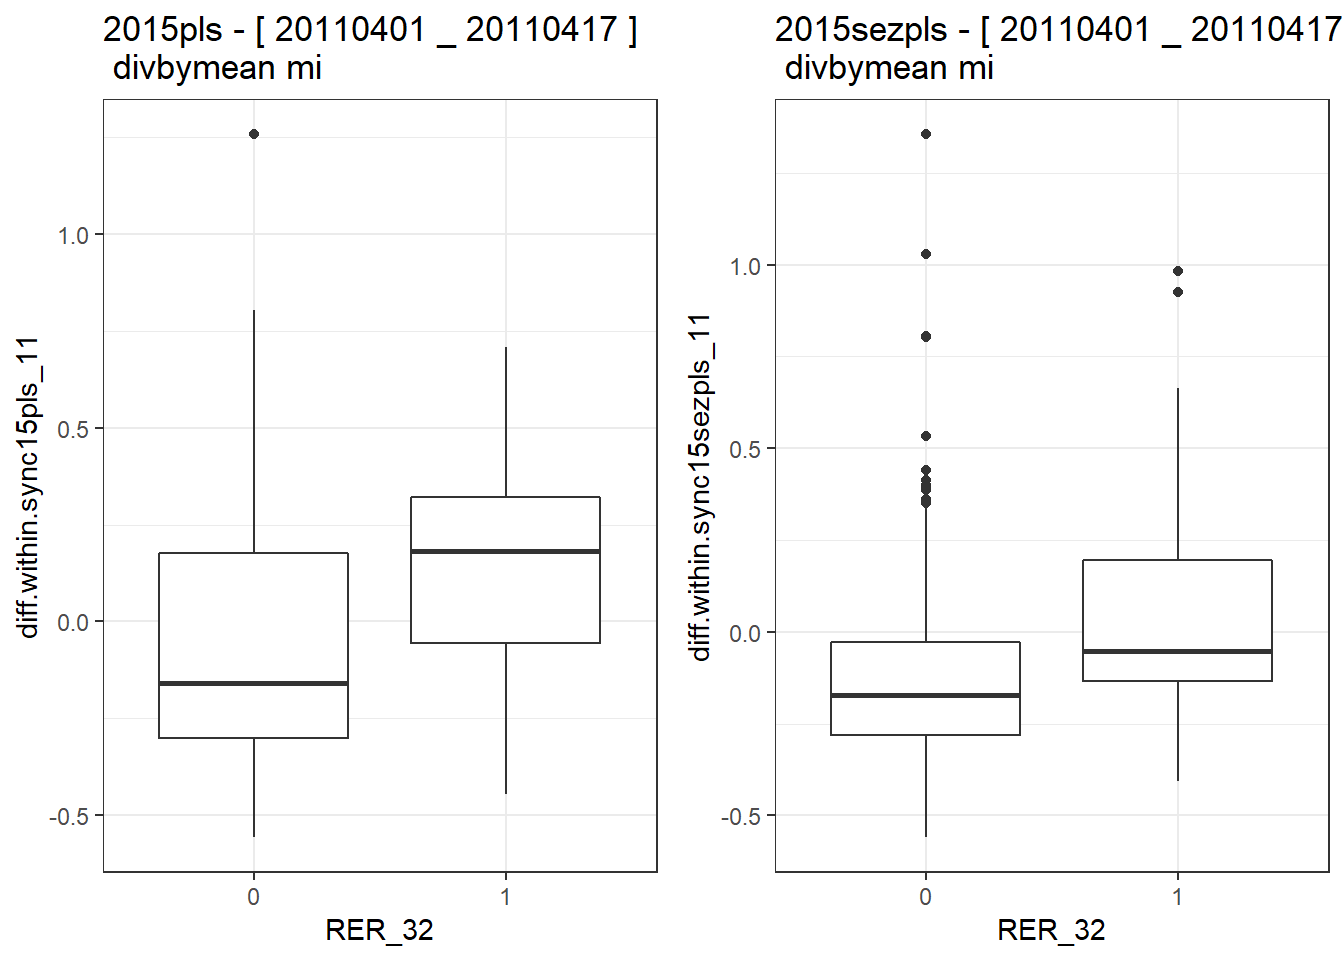 2015pls - [ 20110401 _ 20110417 ]
divbymean mi
diff.within.sync15pls_11
1.0
0.5
0.0
-0.5
0
1
RER_32
2015sezpls - [ 20110401 _ 20110417
divbymean mi
diff.within.sync15sezpls_11
1.0
0.5
0.0
-0.5
0
1
RER_32